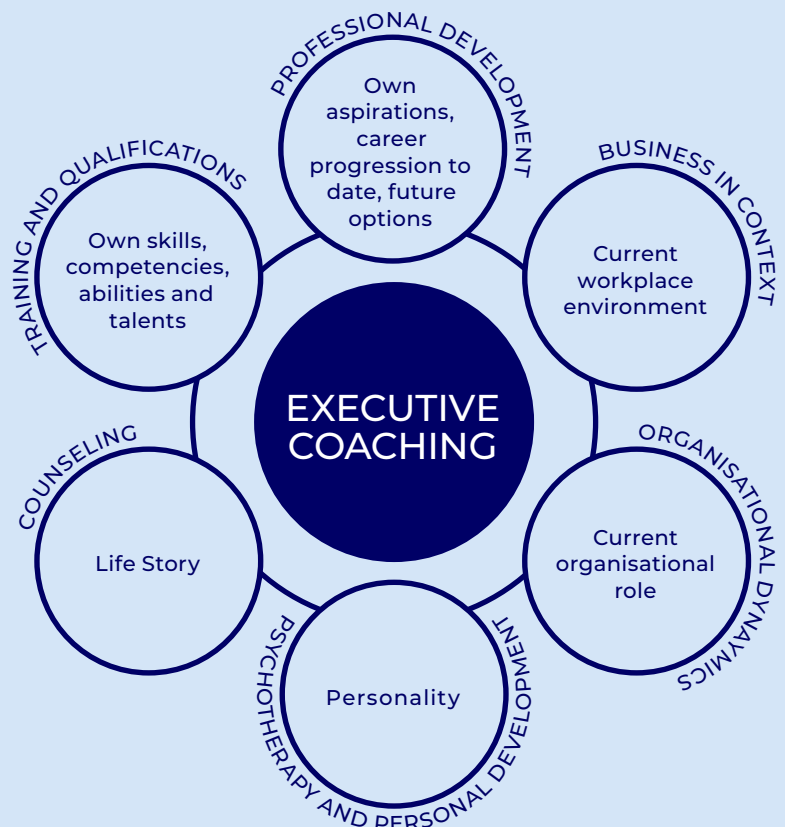 PROFESSIONAL DEVELOPMENT
Own
aspirations,
career
progression to
date, future
options
BUSINESS IN CONTEXT
Current
workplace
environment
ORGANISATIONAL DYNAYMICS
Current
organisational
role
PSYCHOTHERAPY AND PERSONAL DEVELOPMENT
Personality
COUNSELING
Life Story
TRAINING AND QUALIFICATIONS
Own skills,
competencies,
abilities and
talents
EXECUTIVE
COACHING